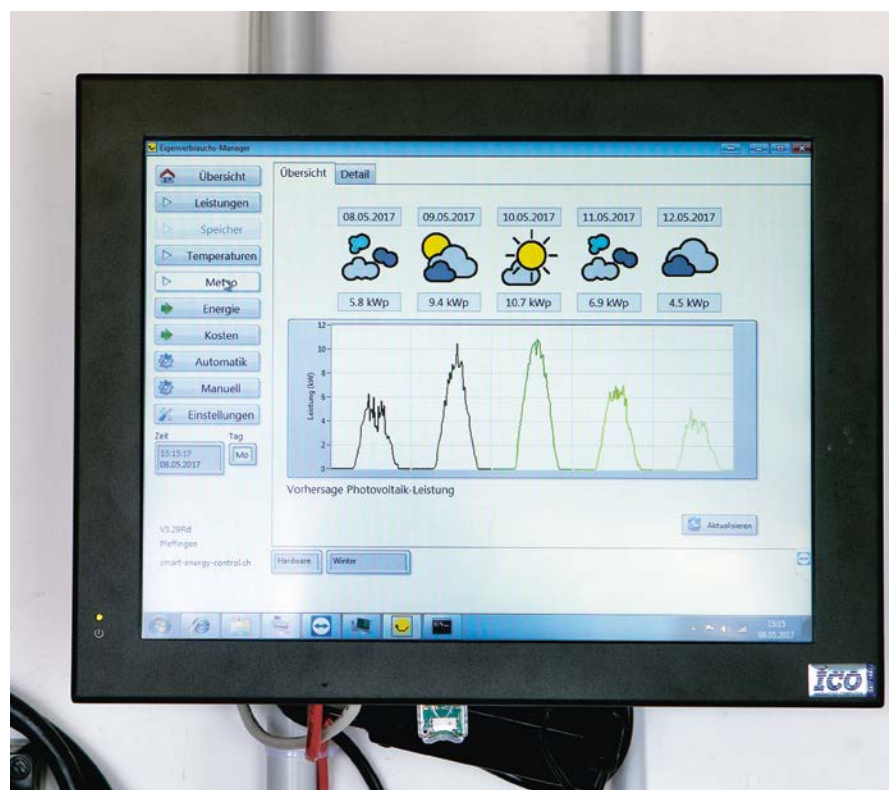 Eigenverbrauchs-Manager
Übersicht
Leistungen
Speicher
Temperaturen
Energie
Kosten
Automatik
Manuell
Einstellungen
Zeit Tag
15:15:17 Mo
08.05.2017
V3.29Rd
Pfeffingen
smart-energy-control.ch
Übersicht Detail
08.05.2017 09.05.2017 10.05.2017 11.05.2017 12.05.2017
5.8 kWp 9.4 kWp 10.7 kWp 6.9 kWp 4.5 kWp
Leistung (kW)
12
10
8
6
4
2
0
Vorhersage Photovoltaik-Leistung
Aktualisieren
Hardware Winter
15:15
08.05.2017
ico